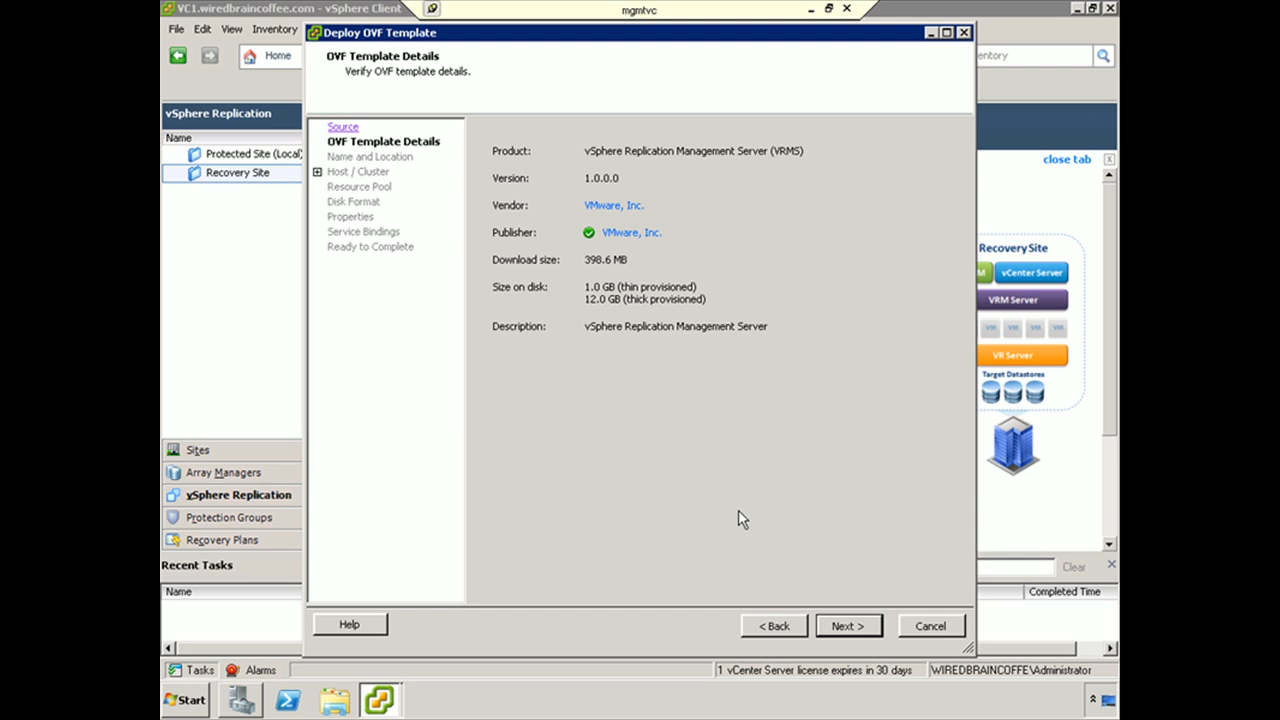 VC1.wiredbraincoffee.com - vSphere Client
mgmtvc
File Edit View Inventory
Home
entory
Deploy OVF Template
OVF Template Details
Verify OVF template details.
vSphere Replication
Name
Protected Site (Local)
Recovery Site
Source
OVF Template Details
Name and Location
Host / Cluster
Resource Pool
Disk Format
Properties
Service Bindings
Ready to Complete
Product: vSphere Replication Management Server (VRMS)
Version: 1.0.0.0
Vendor: VMware, Inc.
Publisher: VMware, Inc.
Download size: 398.6 MB
Size on disk: 1.0 GB (thin provisioned)
12.0 GB (thick provisioned)
Description: vSphere Replication Management Server
close tab
Recovery Site
M vCenter Server
VRM Server
VM VM VM VM
VR Server
Target Datastores
Sites
Array Managers
vSphere Replication
Protection Groups
Recovery Plans
Recent Tasks
Clear
Name
Completed Time
Help
< Back Next > Cancel
Tasks Alarms
1 vCenter Server license expires in 30 days
WIREDBRAINCOFFE\Administrator
Start